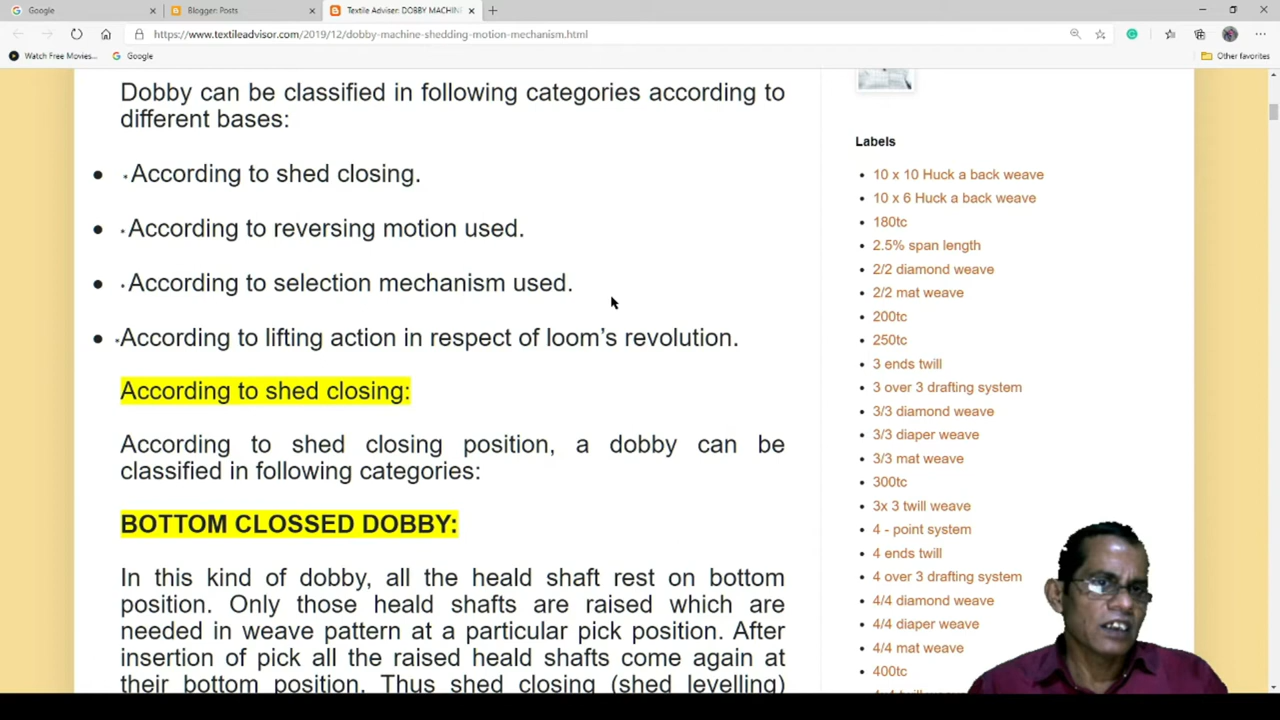 Google
Blogger: Posts
Textile Adviser: DOBBY MACHIN
https://www.textileadvisor.com/2019/12/dobby-machine-shedding-motion-mechanism.html
Watch Free Movies...
Google
Other favorites
Dobby can be classified in following categories according to
different bases:
According to shed closing.
According to reversing motion used.
According to selection mechanism used.
According to lifting action in respect of loom's revolution.
According to shed closing:
According to shed closing position, a dobby can be
classified in following categories:
BOTTOM CLOSSED DOBBY:
In this kind of dobby, all the heald shaft rest on bottom
position. Only those heald shafts are raised which are
needed in weave pattern at a particular pick position. After
insertion of pick all the raised heald shafts come again at
their bottom position. Thus shed closing (shed levelling)
Labels
10 x 10 Huck a back weave
10 x 6 Huck a back weave
180tc
2.5% span length
2/2 diamond weave
2/2 mat weave
200tc
250tc
3 ends twill
3 over 3 drafting system
3/3 diamond weave
3/3 diaper weave
3/3 mat weave
300tc
3x 3 twill weave
4 - point system
4 ends twill
4 over 3 drafting system
4/4 diamond weave
4/4 diaper weave
4/4 mat weave
400tc